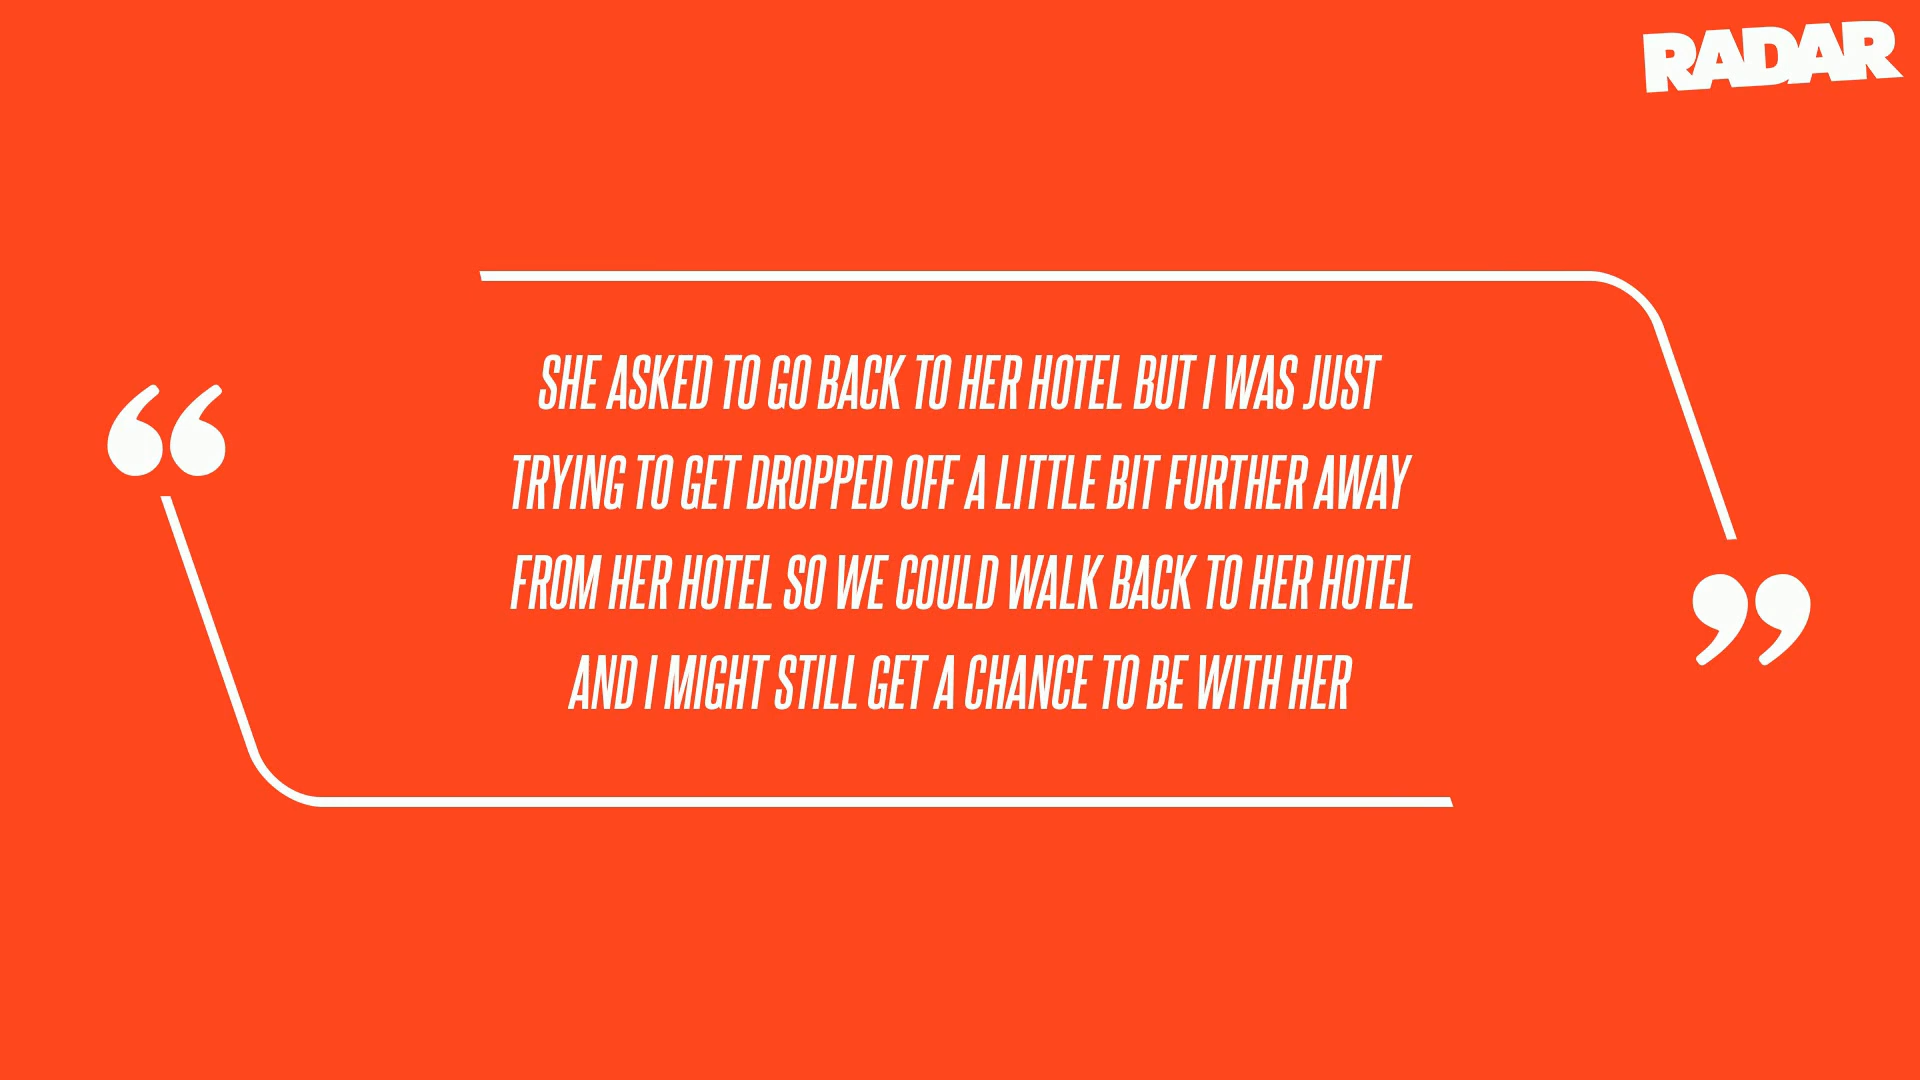 RADAR
SHE ASKED TO GO BACK TO HER HOTEL BUT I WAS JUST
TRYING TO GET DROPPED OFF A LITTLE BIT FURTHER AWAY
FROM HER HOTEL SO WE COULD WALK BACK TO HER HOTEL
AND I MIGHT STILL GET A CHANCE TO BE WITH HER